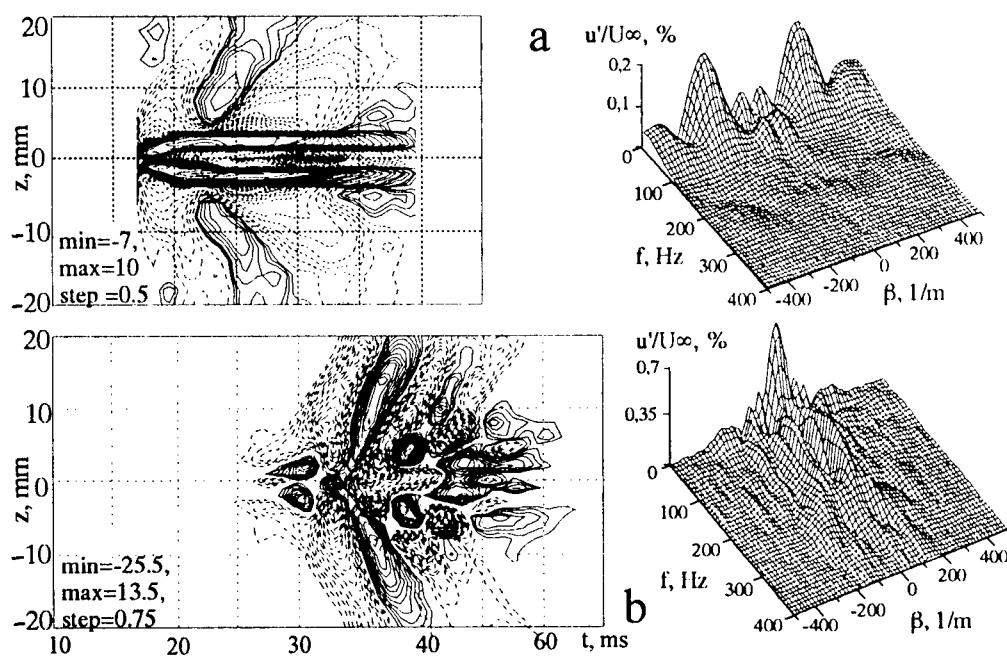 20
10
0
-10
-20
z, mm
min=-7,
max=10
step =0.5
a
u'/U∞, %
0,2
0,1
0
100
200
300
400
f, Hz
-400
-200
0
200
400
β, 1/m
20
10
0
-10
-20
z, mm
min=-25.5,
max=13.5,
step=0.75
10
20
30
40
50
60
t, ms
b
u'/U∞, %
0,7
0,35
0
100
200
300
400
f, Hz
-400
-200
0
200
400
β, 1/m